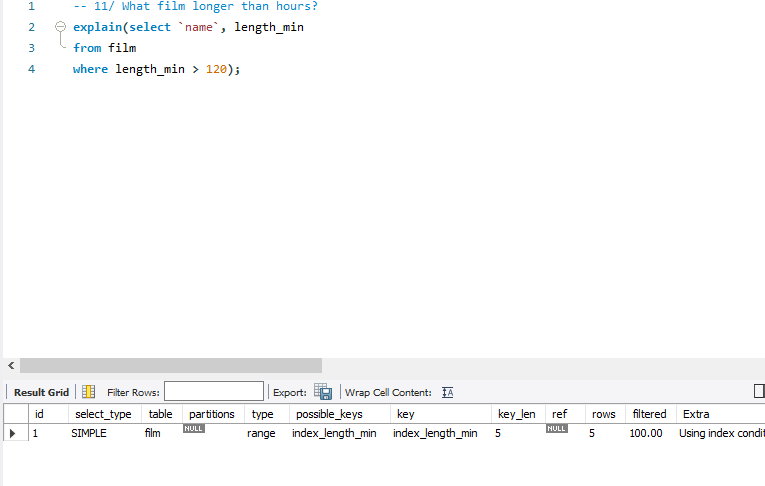 1 -- 11/ What film longer than hours?
2 explain(select `name`, length_min
3 from film
4 where length_min > 120);
Result Grid Filter Rows: Export: Wrap Cell Content:
id select_type table partitions type possible_keys key key_len ref rows filtered Extra
1 SIMPLE film NULL range index_length_min index_length_min 5 NULL 5 100.00 Using index condit